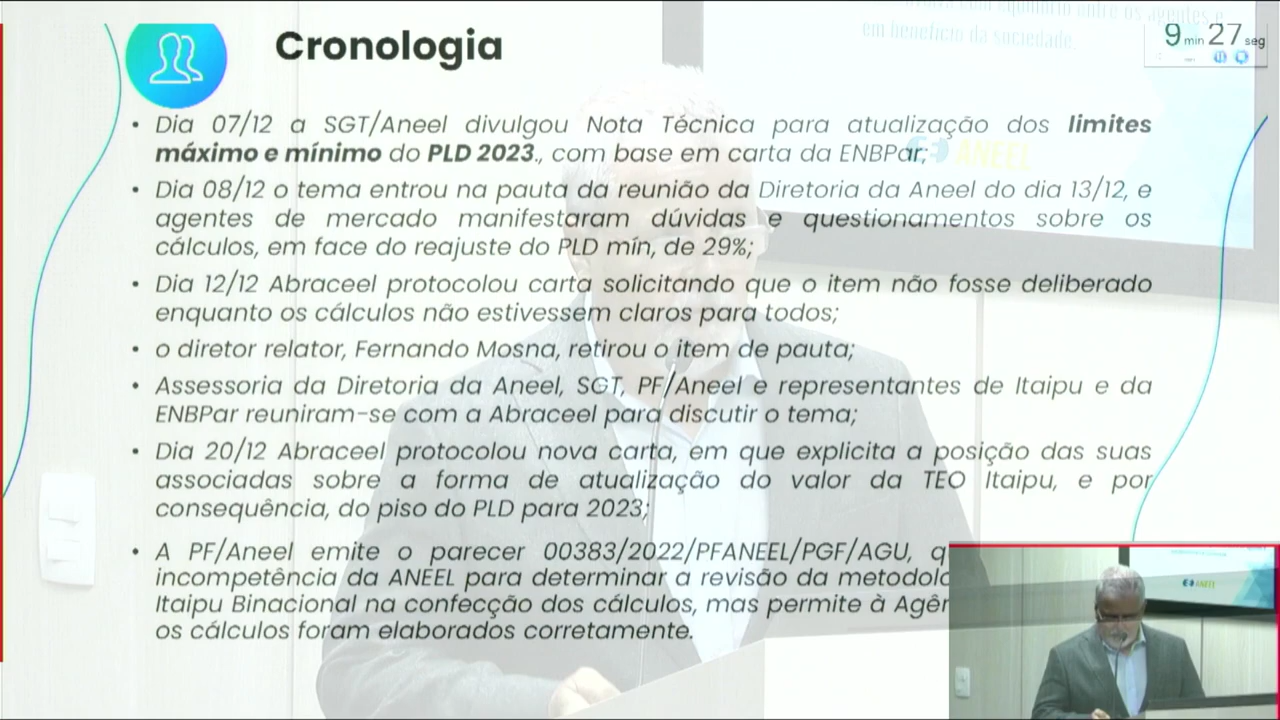 em benefício da sociedade.
9 min 27 seg
Cronologia
• Dia 07/12 a SGT/Aneel divulgou Nota Técnica para atualização dos limites
máximo e mínimo do PLD 2023., com base em carta da ENBPar;
ANEEL
• Dia 08/12 o tema entrou na pauta da reunião da Diretoria da Aneel do dia 13/12, e
agentes de mercado manifestaram dúvidas e questionamentos sobre os
cálculos, em face do reajuste do PLD mín, de 29%;
• Dia 12/12 Abraceel protocolou carta solicitando que o item não fosse deliberado
enquanto os cálculos não estivessem claros para todos;
• o diretor relator, Fernando Mosna, retirou o item de pauta;
• Assessoria da Diretoria da Aneel, SGT, PF/Aneel e representantes de Itaipu e da
ENBPar reuniram-se com a Abraceel para discutir o tema;
• Dia 20/12 Abraceel protocolou nova carta, em que explicita a posição das suas
associadas sobre a forma de atualização do valor da TEO Itaipu, e por
consequência, do piso do PLD para 2023;
• A PF/Aneel emite o parecer 00383/2022/PFANEEL/PGF/AGU, q
incompetência da ANEEL para determinar a revisão da metodolo
Itaipu Binacional na confecção dos cálculos, mas permite à Agên
os cálculos foram elaborados corretamente.
ANEEL